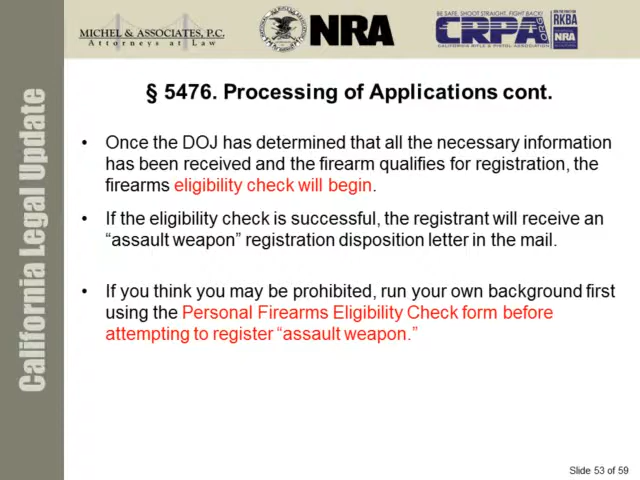 MICHEL & ASSOCIATES, P.C.
Attorneys at Law
NRA
BE SAFE, SHOOT STRAIGHT, FIGHT BACK!
CRPA.ORG
CALIFORNIA RIFLE & PISTOL ASSOCIATION
RKBA
NRA
California Legal Update
§ 5476. Processing of Applications cont.
• Once the DOJ has determined that all the necessary information
has been received and the firearm qualifies for registration, the
firearms eligibility check will begin.
• If the eligibility check is successful, the registrant will receive an
“assault weapon” registration disposition letter in the mail.
• If you think you may be prohibited, run your own background first
using the Personal Firearms Eligibility Check form before
attempting to register “assault weapon.”
Slide 53 of 59